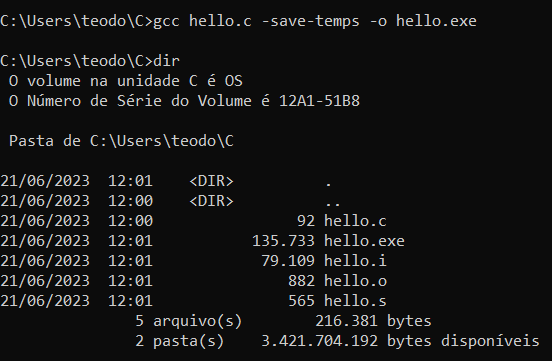 C:\Users\teodo\C>gcc hello.c -save-temps -o hello.exe
C:\Users\teodo\C>dir
O volume na unidade C é OS
O Número de Série do Volume é 12A1-51B8
Pasta de C:\Users\teodo\C
21/06/2023  12:01    <DIR>          .
21/06/2023  12:00    <DIR>          ..
21/06/2023  12:00                92 hello.c
21/06/2023  12:01           135.733 hello.exe
21/06/2023  12:01            79.109 hello.i
21/06/2023  12:01               882 hello.o
21/06/2023  12:01               565 hello.s
5 arquivo(s)        216.381 bytes
2 pasta(s)   3.421.704.192 bytes disponíveis